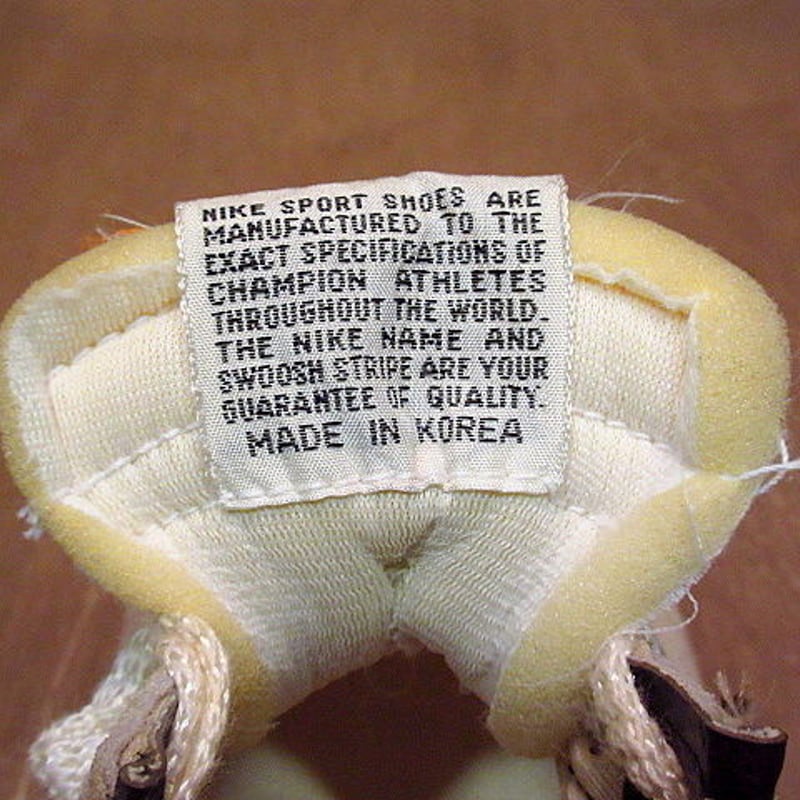 NIKE SPORT SHOES ARE
MANUFACTURED TO THE
EXACT SPECIFICATIONS OF
CHAMPION ATHLETES
THROUGHOUT THE WORLD.
THE NIKE NAME AND
SWOOSH STRIPE ARE YOUR
GUARANTEE OF QUALITY.
MADE IN KOREA